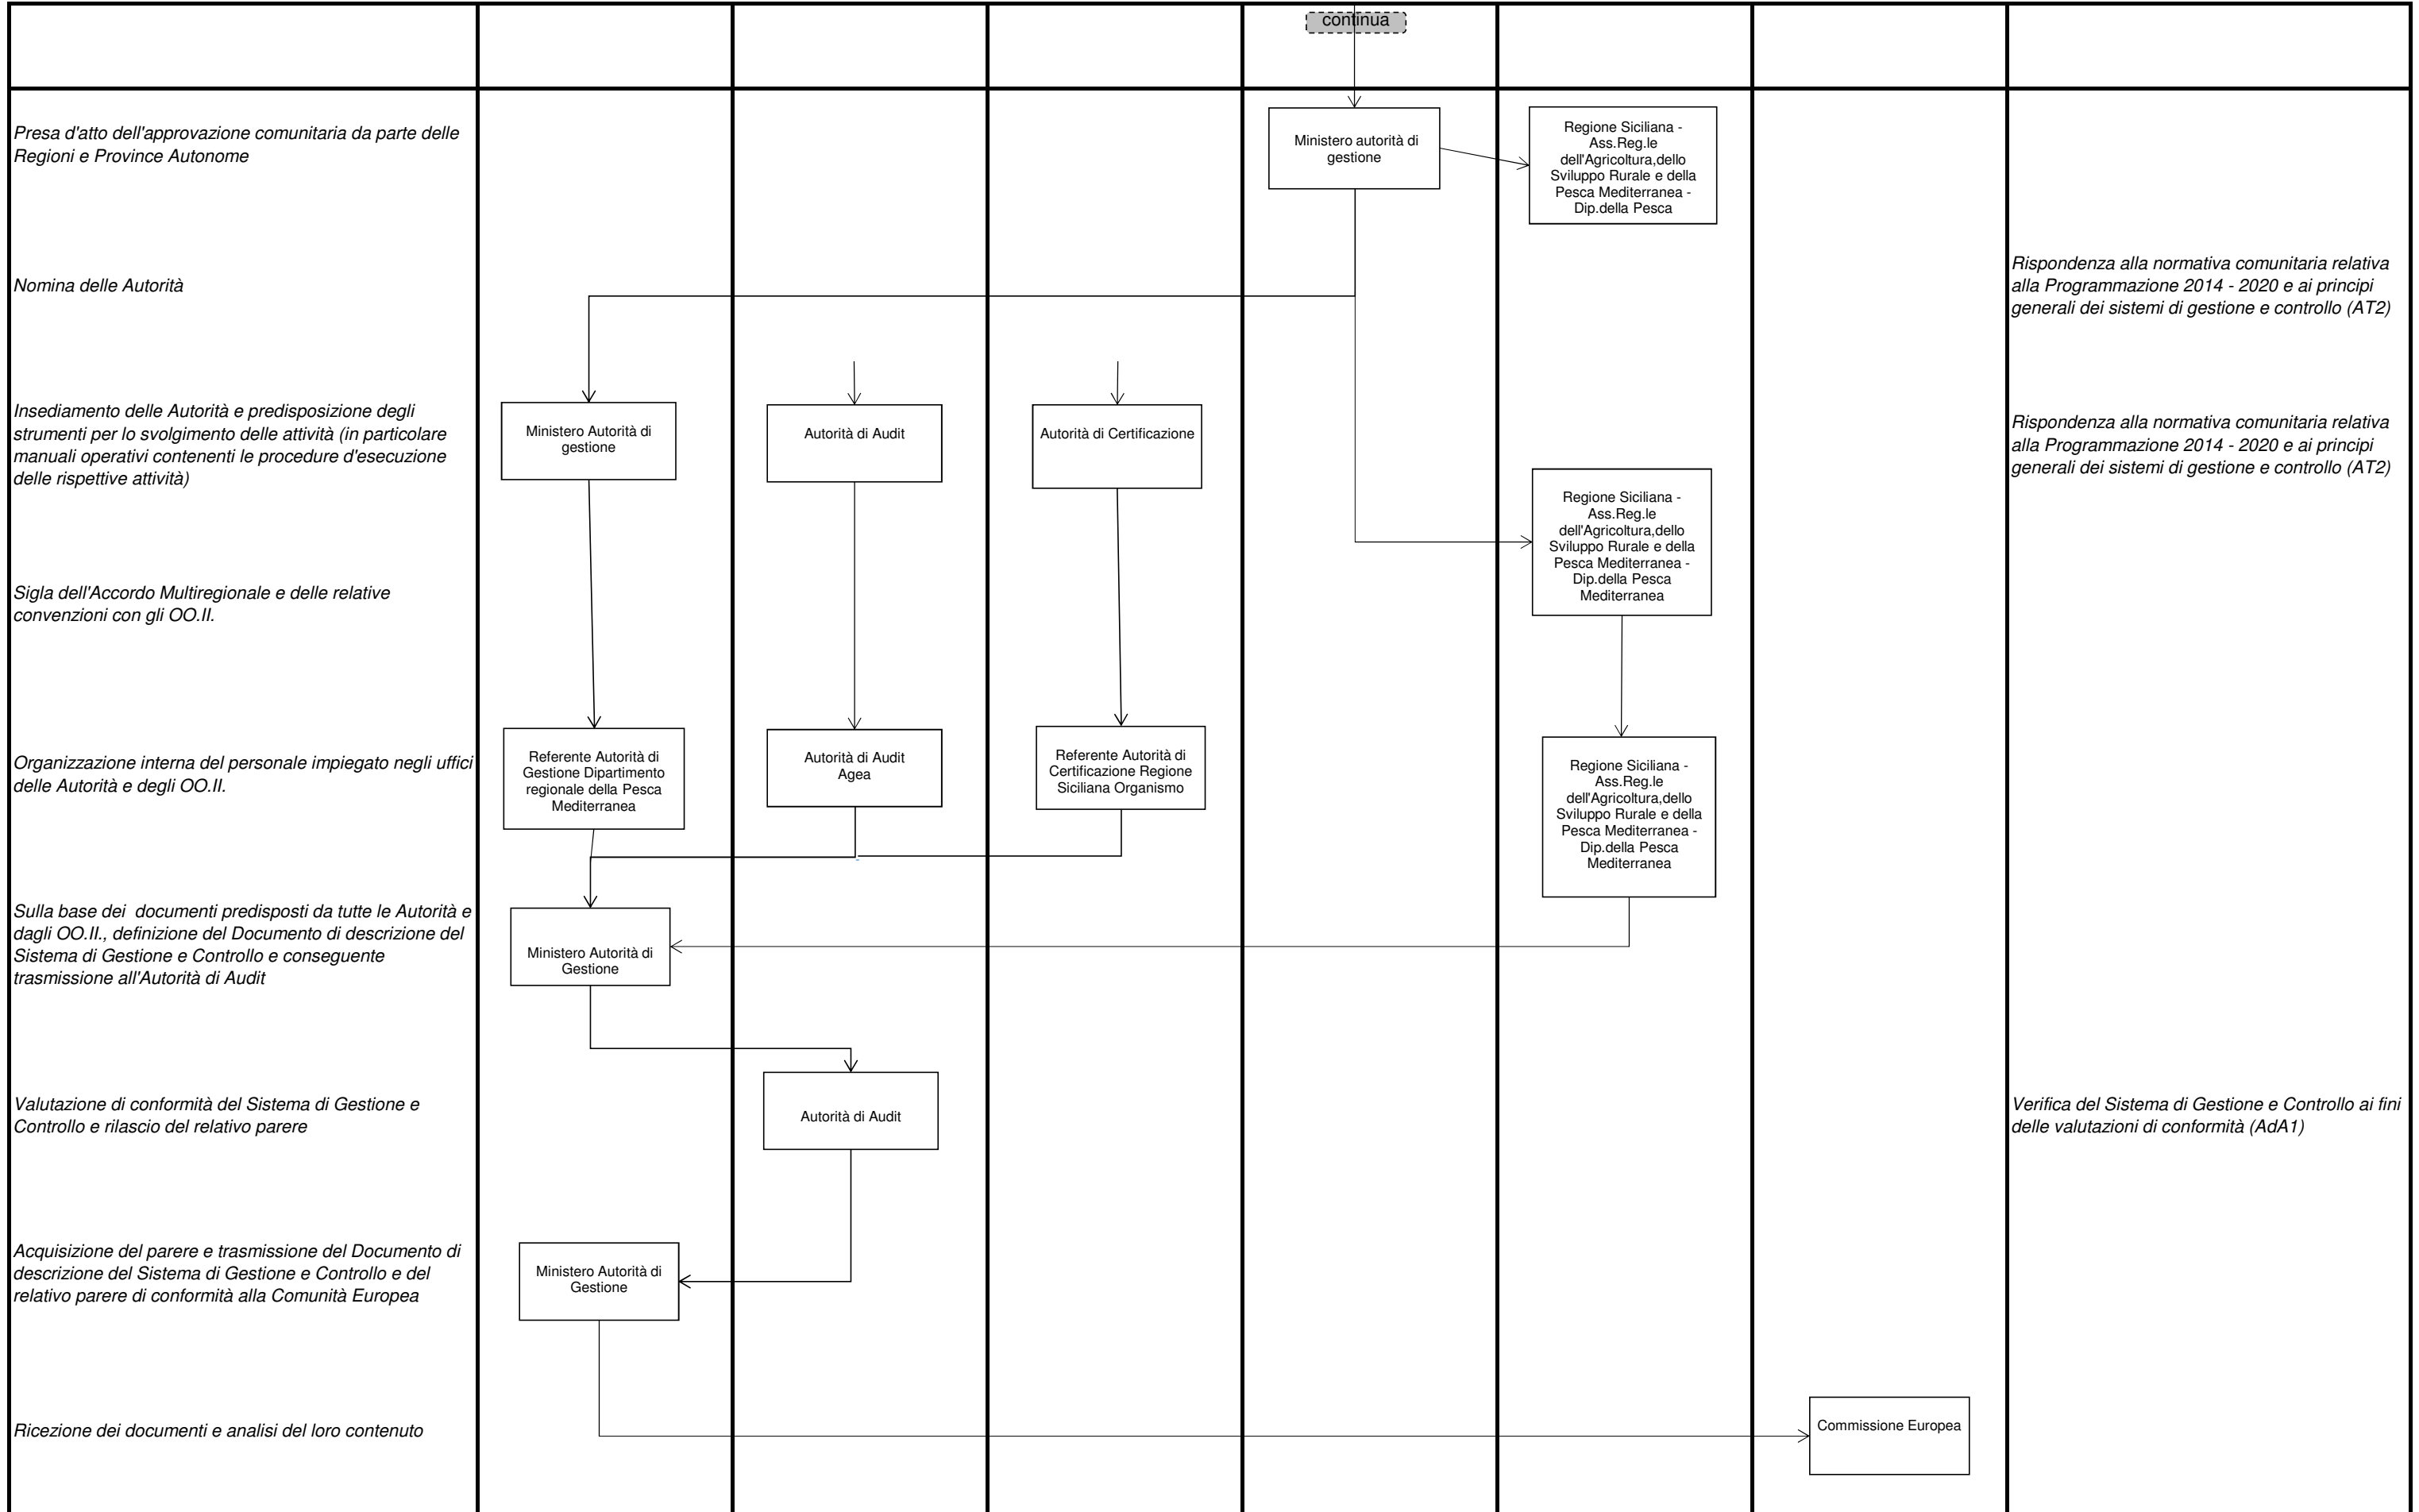 continua
Presa d'atto dell'approvazione comunitaria da parte delle
Regioni e Province Autonome
Ministero autorità di
gestione
Regione Siciliana -
Ass.Reg.le
dell'Agricoltura,dello
Sviluppo Rurale e della
Pesca Mediterranea -
Dip.della Pesca
Nomina delle Autorità
Rispondenza alla normativa comunitaria relativa
alla Programmazione 2014 - 2020 e ai principi
generali dei sistemi di gestione e controllo (AT2)
Insediamento delle Autorità e predisposizione degli
strumenti per lo svolgimento delle attività (in particolare
manuali operativi contenenti le procedure d'esecuzione
delle rispettive attività)
Ministero Autorità di
gestione
Autorità di Audit
Autorità di Certificazione
Rispondenza alla normativa comunitaria relativa
alla Programmazione 2014 - 2020 e ai principi
generali dei sistemi di gestione e controllo (AT2)
Regione Siciliana -
Ass.Reg.le
dell'Agricoltura,dello
Sviluppo Rurale e della
Pesca Mediterranea -
Dip.della Pesca
Mediterranea
Sigla dell'Accordo Multiregionale e delle relative
convenzioni con gli OO.II.
Organizzazione interna del personale impiegato negli uffici
delle Autorità e degli OO.II.
Referente Autorità di
Gestione Dipartimento
regionale della Pesca
Mediterranea
Autorità di Audit
Agea
Referente Autorità di
Certificazione Regione
Siciliana Organismo
Regione Siciliana -
Ass.Reg.le
dell'Agricoltura,dello
Sviluppo Rurale e della
Pesca Mediterranea -
Dip.della Pesca
Mediterranea
Sulla base dei  documenti predisposti da tutte le Autorità e
dagli OO.II., definizione del Documento di descrizione del
Sistema di Gestione e Controllo e conseguente
trasmissione all'Autorità di Audit
Ministero Autorità di
Gestione
Valutazione di conformità del Sistema di Gestione e
Controllo e rilascio del relativo parere
Autorità di Audit
Verifica del Sistema di Gestione e Controllo ai fini
delle valutazioni di conformità (AdA1)
Acquisizione del parere e trasmissione del Documento di
descrizione del Sistema di Gestione e Controllo e del
relativo parere di conformità alla Comunità Europea
Ministero Autorità di
Gestione
Ricezione dei documenti e analisi del loro contenuto
Commissione Europea